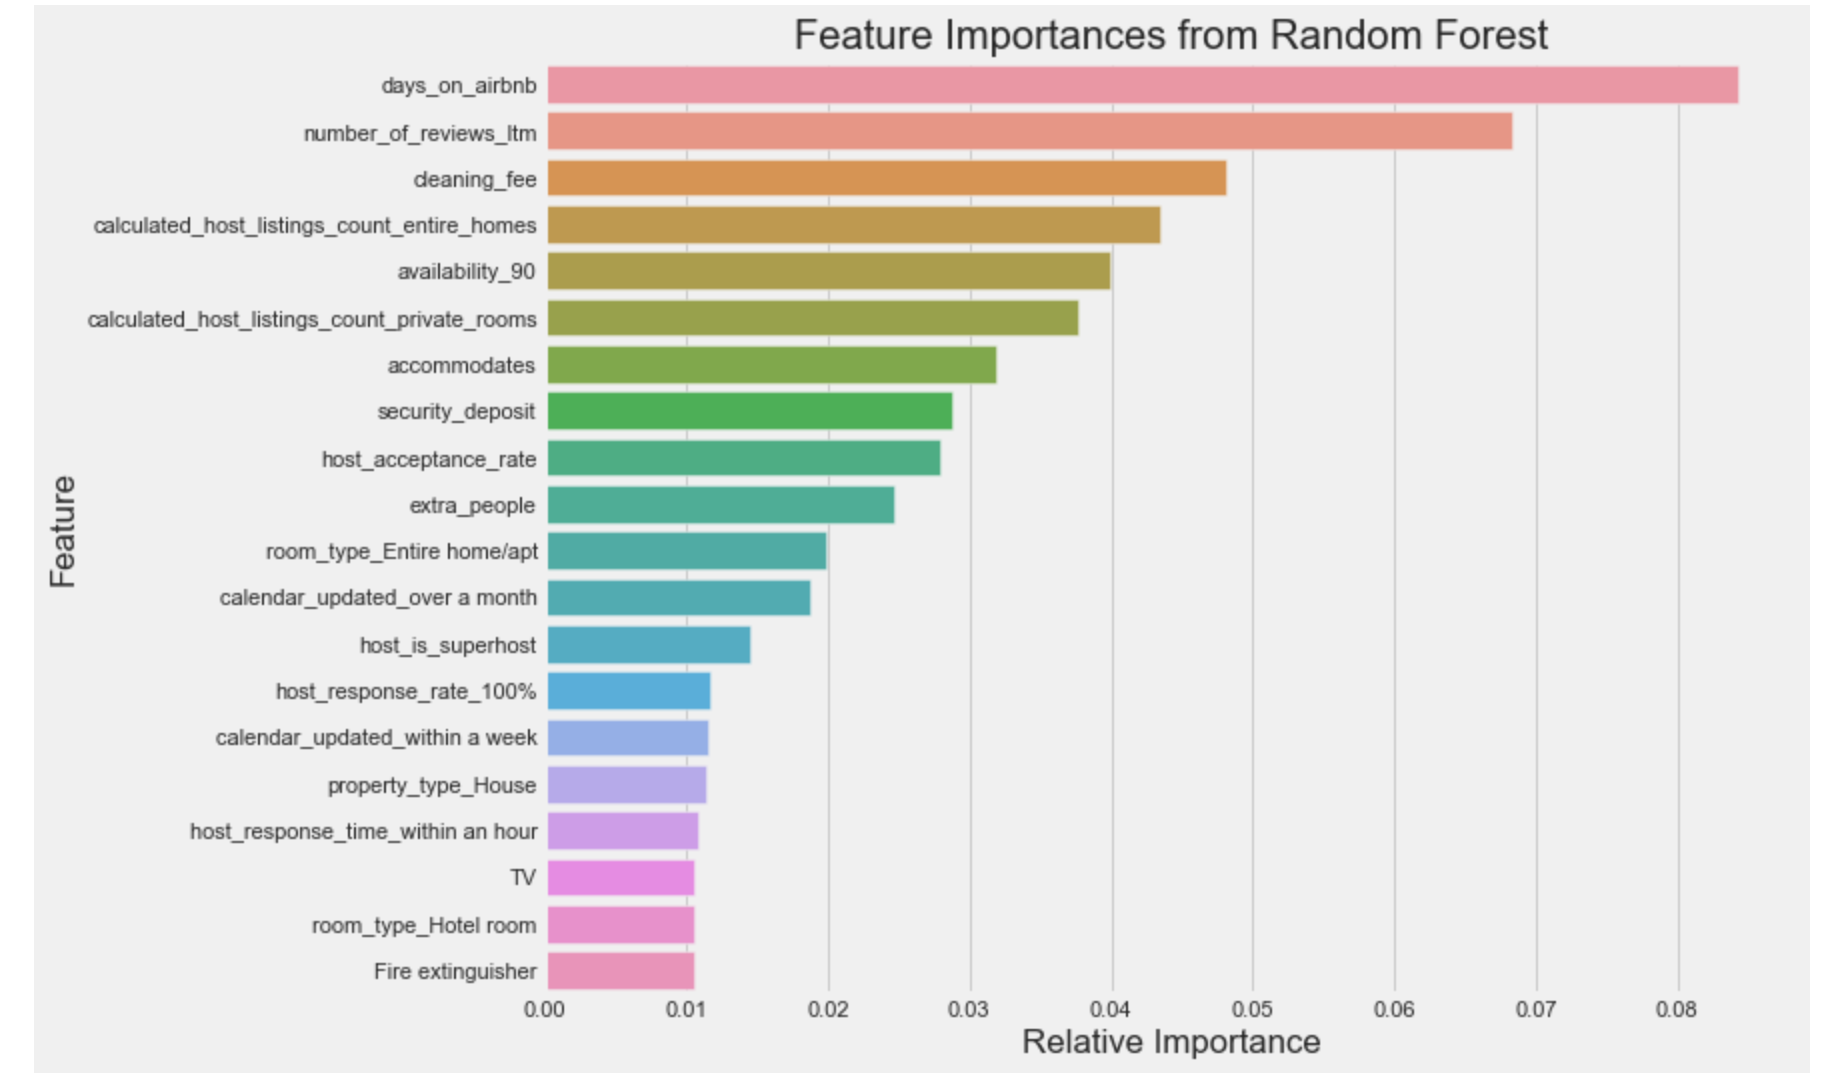 Feature Importances from Random Forest
days_on_airbnb
number_of_reviews_ltm
cleaning_fee
calculated_host_listings_count_entire_homes
availability_90
calculated_host_listings_count_private_rooms
accommodates
security_deposit
host_acceptance_rate
extra_people
room_type_Entire home/apt
calendar_updated_over a month
host_is_superhost
host_response_rate_100%
calendar_updated_within a week
property_type_House
host_response_time_within an hour
TV
room_type_Hotel room
Fire extinguisher
Feature
0.00 0.01 0.02 0.03 0.04 0.05 0.06 0.07 0.08
Relative Importance